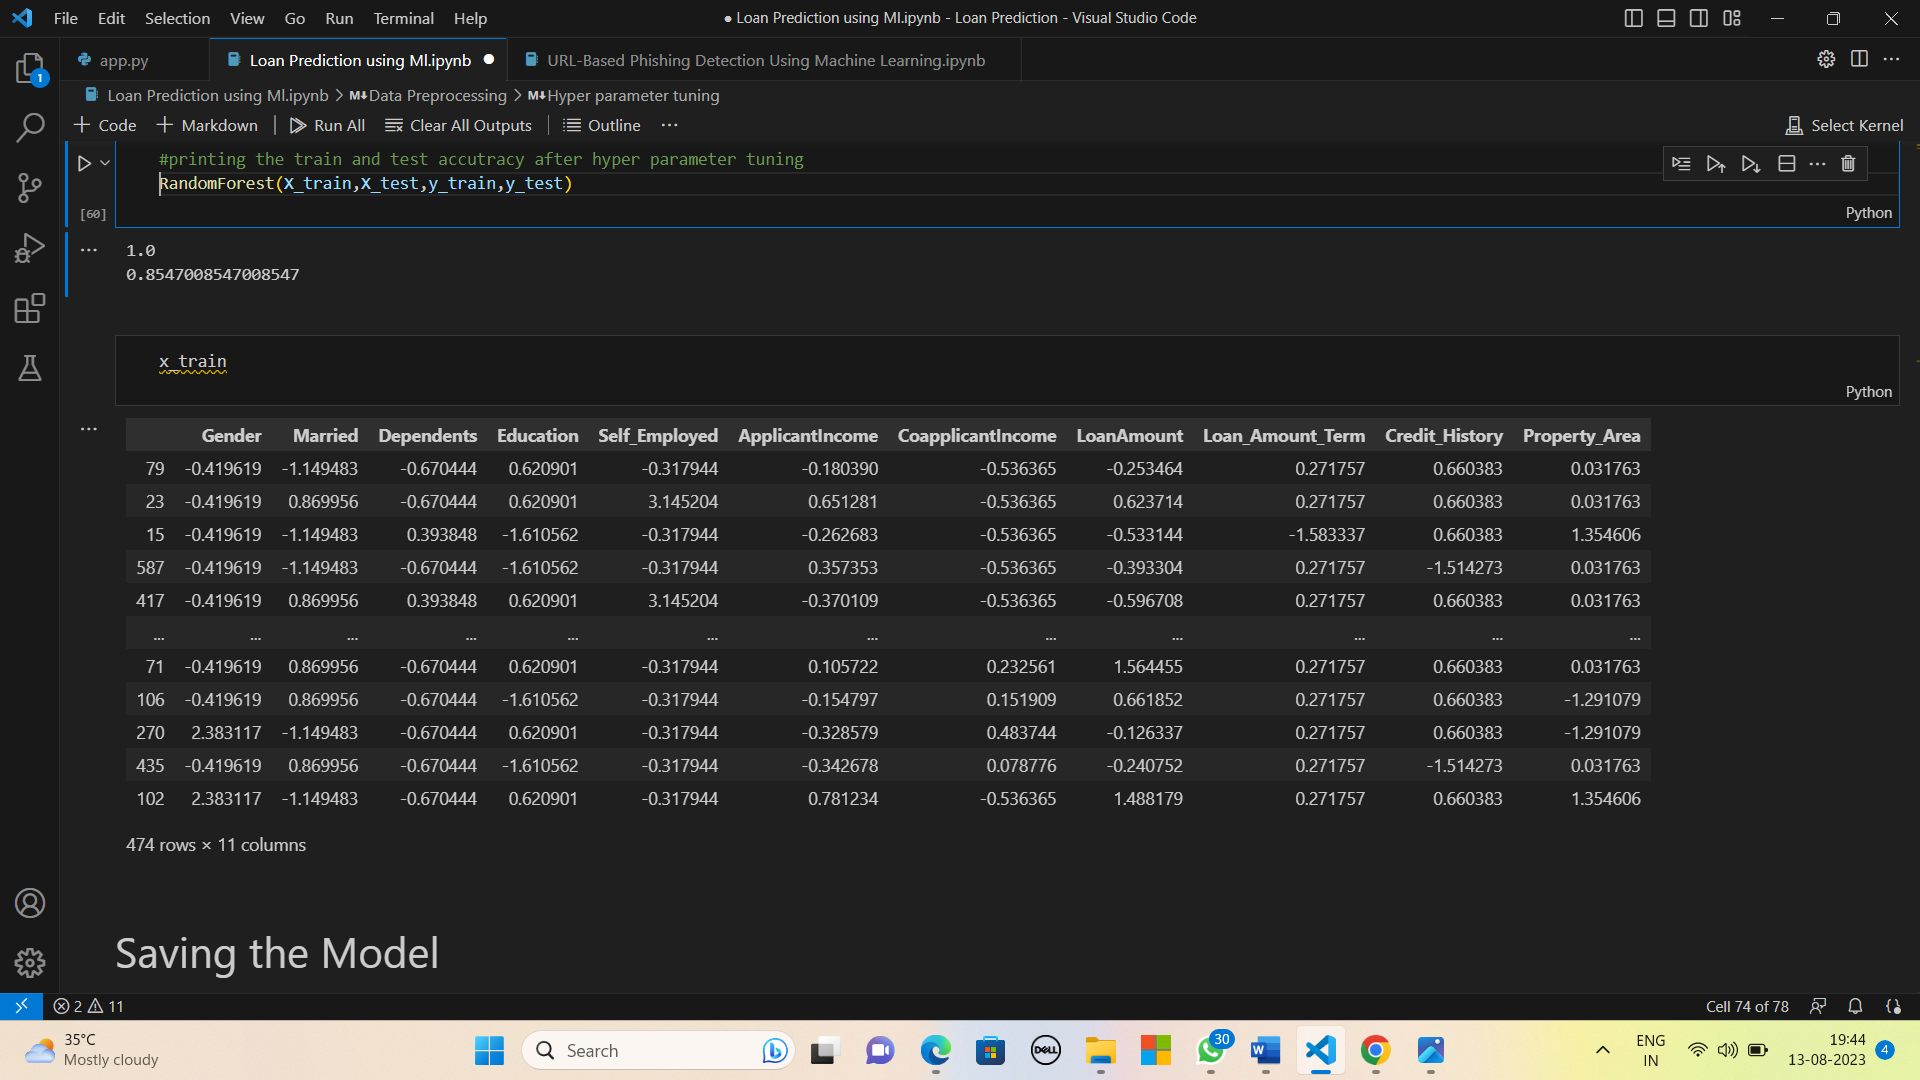 File Edit Selection View Go Run Terminal Help
● Loan Prediction using Ml.ipynb - Loan Prediction - Visual Studio Code
app.py
Loan Prediction using Ml.ipynb
URL-Based Phishing Detection Using Machine Learning.ipynb
1
Loan Prediction using Ml.ipynb > M↓Data Preprocessing > M↓Hyper parameter tuning
+ Code + Markdown | Run All Clear All Outputs | Outline ...
Select Kernel
#printing the train and test accutracy after hyper parameter tuning
RandomForest(X_train,X_test,y_train,y_test)
[60]
Python
1.0
0.8547008547008547
x_train
Python
Gender Married Dependents Education Self_Employed ApplicantIncome CoapplicantIncome LoanAmount Loan_Amount_Term Credit_History Property_Area
79 -0.419619 -1.149483 -0.670444 0.620901 -0.317944 -0.180390 -0.536365 -0.253464 0.271757 0.660383 0.031763
23 -0.419619 0.869956 -0.670444 0.620901 3.145204 0.651281 -0.536365 0.623714 0.271757 0.660383 0.031763
15 -0.419619 -1.149483 0.393848 -1.610562 -0.317944 -0.262683 -0.536365 -0.533144 -1.583337 0.660383 1.354606
587 -0.419619 -1.149483 -0.670444 -1.610562 -0.317944 0.357353 -0.536365 -0.393304 0.271757 -1.514273 0.031763
417 -0.419619 0.869956 0.393848 0.620901 3.145204 -0.370109 -0.536365 -0.596708 0.271757 0.660383 0.031763
... ... ... ... ... ... ... ... ... ... ... ...
71 -0.419619 0.869956 -0.670444 0.620901 -0.317944 0.105722 0.232561 1.564455 0.271757 0.660383 0.031763
106 -0.419619 0.869956 -0.670444 -1.610562 -0.317944 -0.154797 0.151909 0.661852 0.271757 0.660383 -1.291079
270 2.383117 -1.149483 -0.670444 0.620901 -0.317944 -0.328579 0.483744 -0.126337 0.271757 0.660383 -1.291079
435 -0.419619 0.869956 -0.670444 -1.610562 -0.317944 -0.342678 0.078776 -0.240752 0.271757 -1.514273 0.031763
102 2.383117 -1.149483 -0.670444 0.620901 -0.317944 0.781234 -0.536365 1.488179 0.271757 0.660383 1.354606
474 rows × 11 columns
Saving the Model
2 11
Cell 74 of 78
35°C
Mostly cloudy
Search
DELL
30
W
ENG
IN
19:44
13-08-2023
4